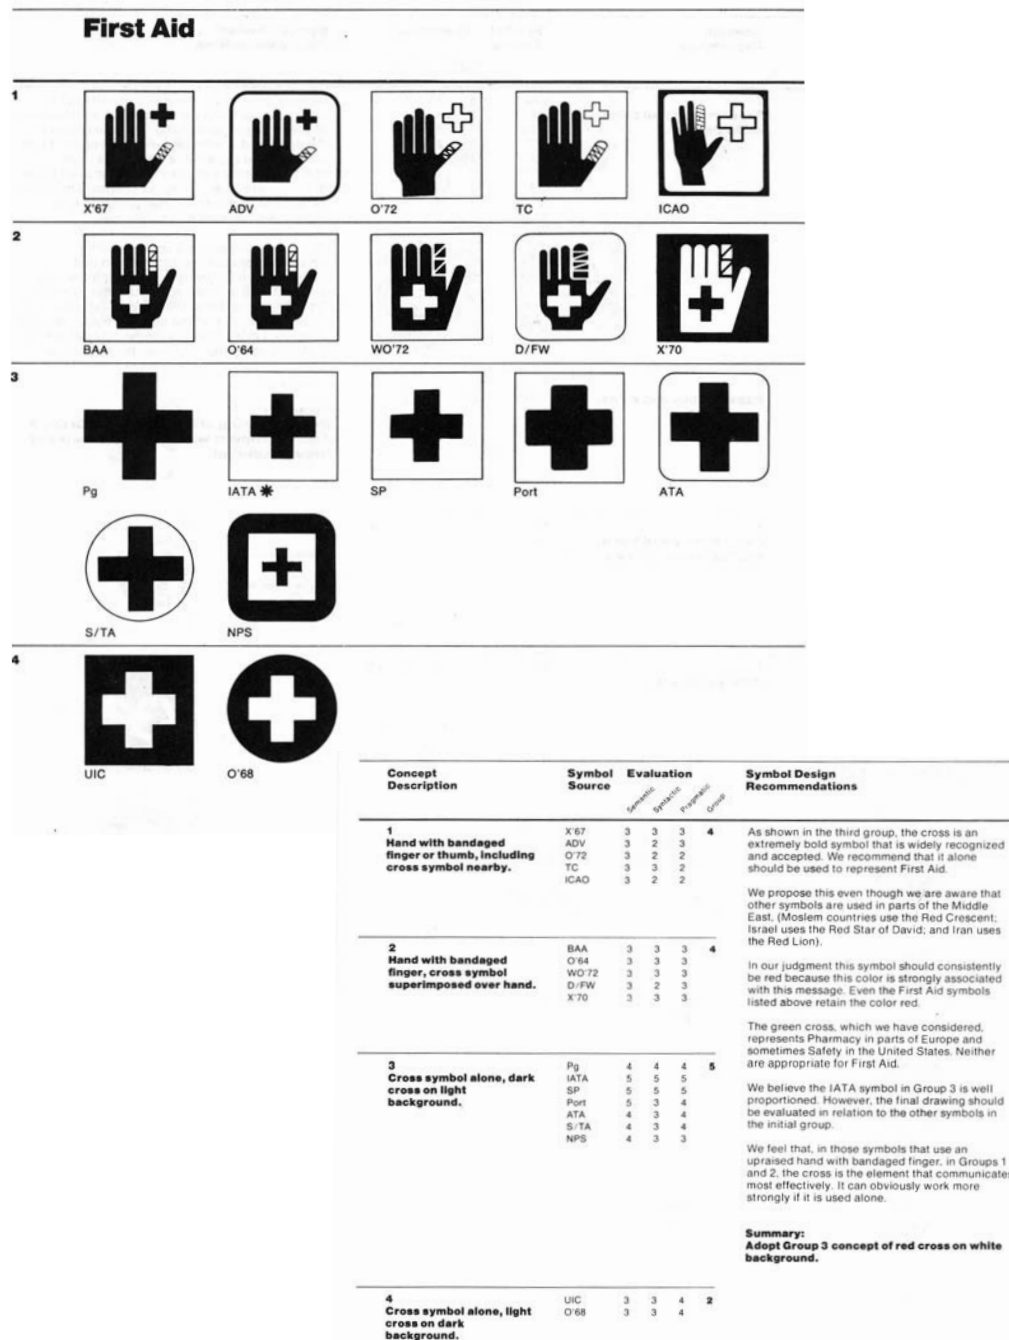 First Aid
1
X'67 ADV O'72 TC ICAO
2
BAA O'64 WO'72 D/FW X'70
3
Pg IATA ✳ SP Port ATA
S/TA NPS
4
UIC O'68
Concept Description
Symbol Source
Evaluation
Semantic
Syntactic
Pragmatic
Group
Symbol Design
Recommendations
1
Hand with bandaged
finger or thumb, including
cross symbol nearby.
X'67 3 3 3 4
ADV 3 2 3
O'72 3 2 2
TC 3 3 2
ICAO 3 2 2
2
Hand with bandaged
finger, cross symbol
superimposed over hand.
BAA 3 3 3 4
O'64 3 3 3
WO'72 3 3 3
D/FW 3 2 3
X'70 3 3 3
3
Cross symbol alone, dark
cross on light
background.
Pg 4 4 4 5
IATA 5 5 5
SP 5 5 5
Port 5 3 4
ATA 4 3 4
S/TA 4 3 4
NPS 4 3 3
4
Cross symbol alone, light
cross on dark
background.
UIC 3 3 4 2
O'68 3 3 4
As shown in the third group, the cross is an
extremely bold symbol that is widely recognized
and accepted. We recommend that it alone
should be used to represent First Aid.
We propose this even though we are aware that
other symbols are used in parts of the Middle
East, (Moslem countries use the Red Crescent;
Israel uses the Red Star of David; and Iran uses
the Red Lion).
In our judgment this symbol should consistently
be red because this color is strongly associated
with this message. Even the First Aid symbols
listed above retain the color red.
The green cross, which we have considered,
represents Pharmacy in parts of Europe and
sometimes Safety in the United States. Neither
are appropriate for First Aid.
We believe the IATA symbol in Group 3 is well
proportioned. However, the final drawing should
be evaluated in relation to the other symbols in
the initial group.
We feel that, in those symbols that use an
upraised hand with bandaged finger, in Groups 1
and 2, the cross is the element that communicates
most effectively. It can obviously work more
strongly if it is used alone.
Summary:
Adopt Group 3 concept of red cross on white
background.